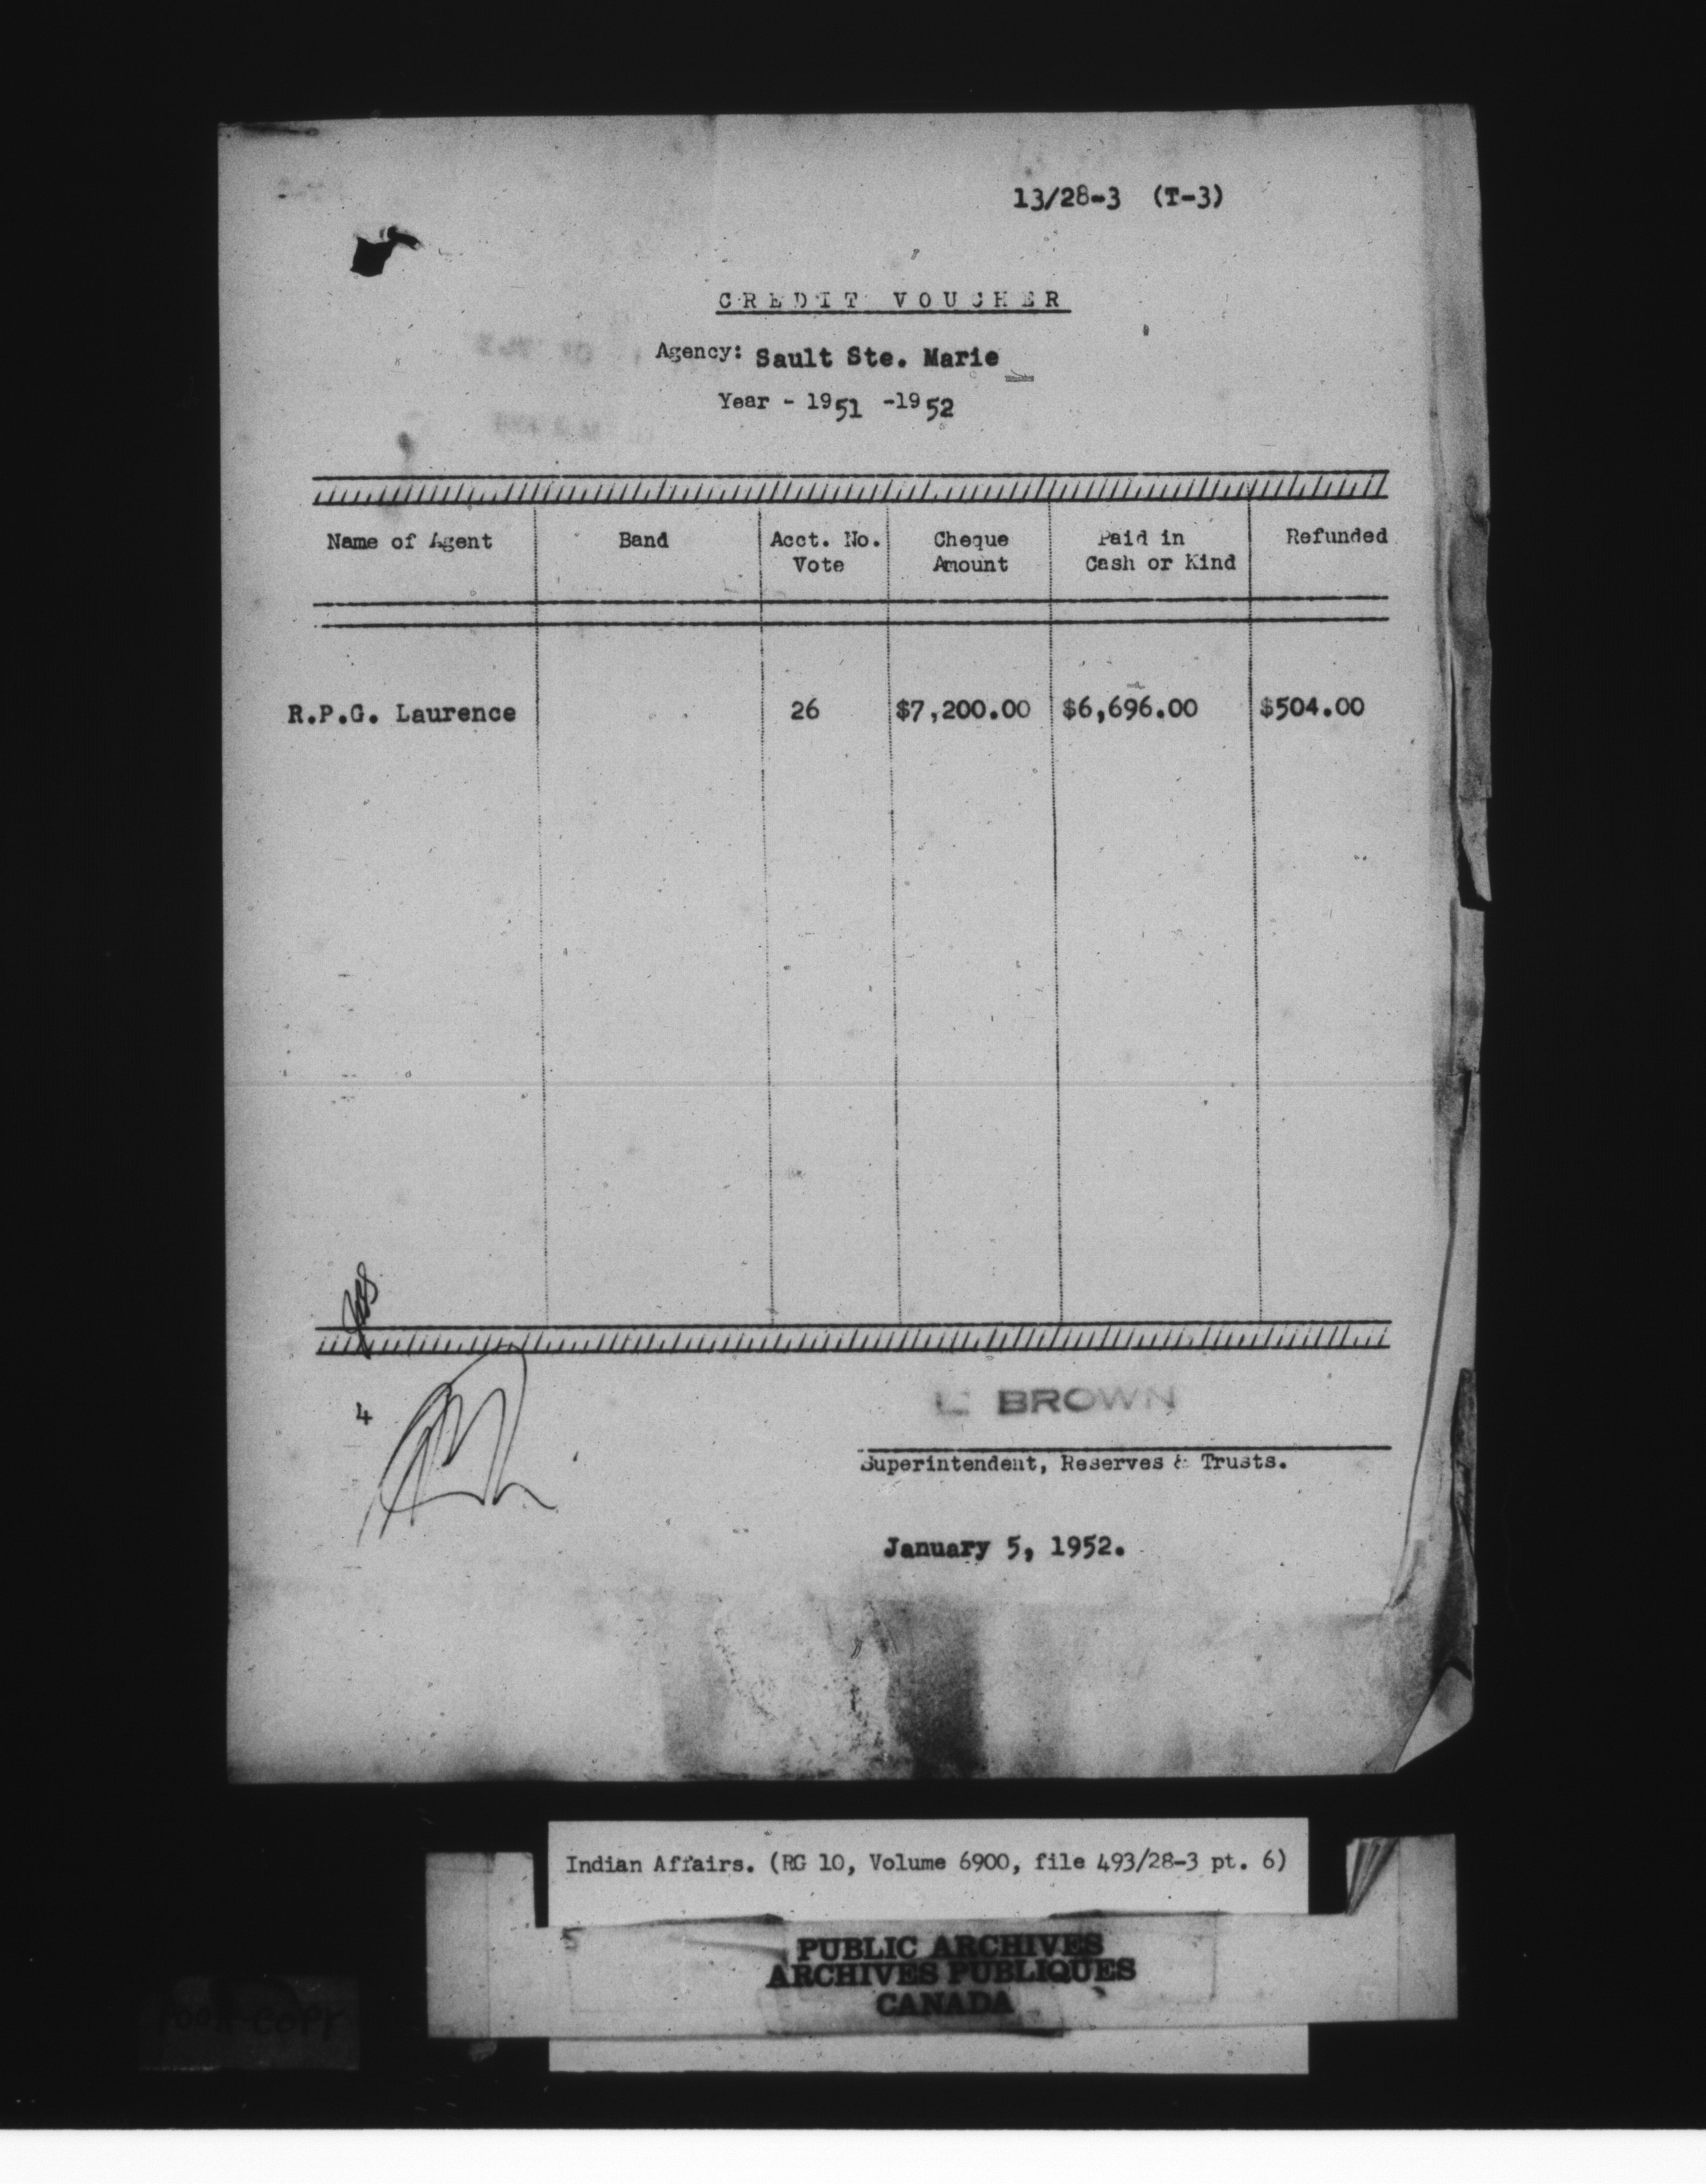 13/28-3 (T-3)
CREDIT VOUCHER
Agency: Sault Ste. Marie
Year - 1951 -1952
Name of Agent Band Acct. No. Vote Cheque Amount Paid in Cash or Kind Refunded
R.P.G. Laurence 26 $7,200.00 $6,696.00 $504.00
4
BROWN
Superintendent, Reserves & Trusts.
January 5, 1952.
Indian Affairs. (RG 10, Volume 6900, file 493/28-3 pt. 6)
5
PUBLIC ARCHIVES
ARCHIVES PUBLIQUES
CANADA
POOR COPY